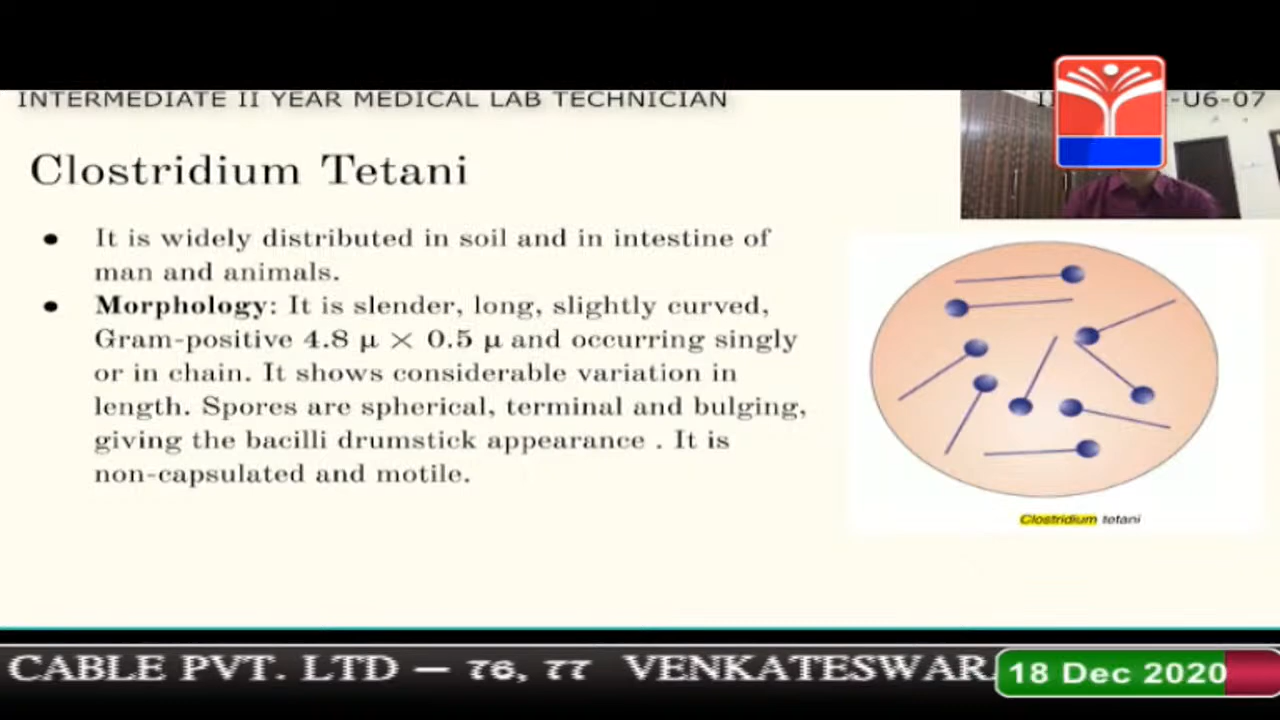 INTERMEDIATE II YEAR MEDICAL LAB TECHNICIAN
-U6-07
Clostridium Tetani
● It is widely distributed in soil and in intestine of
man and animals.
● Morphology: It is slender, long, slightly curved,
Gram-positive 4.8 μ × 0.5 μ and occurring singly
or in chain. It shows considerable variation in
length. Spores are spherical, terminal and bulging,
giving the bacilli drumstick appearance . It is
non-capsulated and motile.
Clostridium tetani
CABLE PVT. LTD – 76, 77 VENKATESWARA
18 Dec 2020